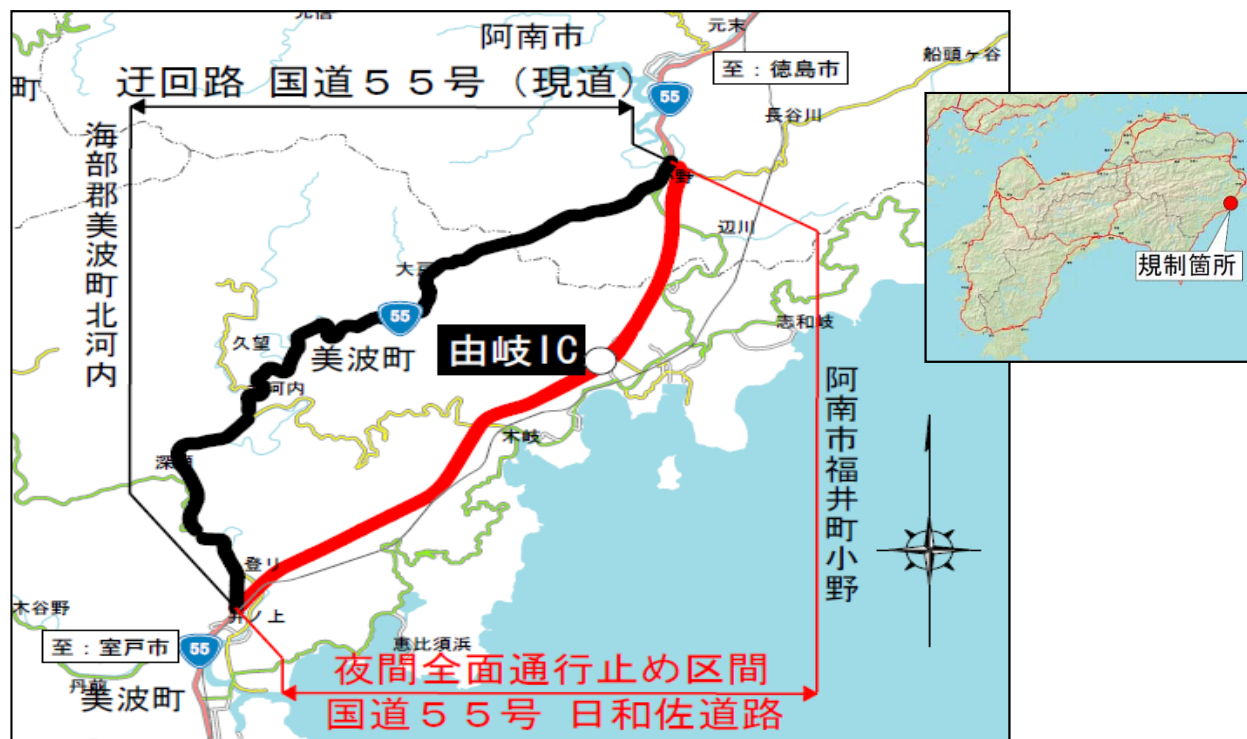 阿南市
元末
船頭ヶ谷
町
迂回路 国道５５号（現道）
至：徳島市
55
長谷川
海部郡美波町北河内
野
辺川
大戸
55
志和岐
久望
美波町
由岐IC
規制箇所
河内
阿南市福井町小野
木岐
深瀬
登り
木谷野
井ノ上
至：室戸市
55
恵比須浜
夜間全面通行止め区間
丹前
美波町
国道５５号 日和佐道路